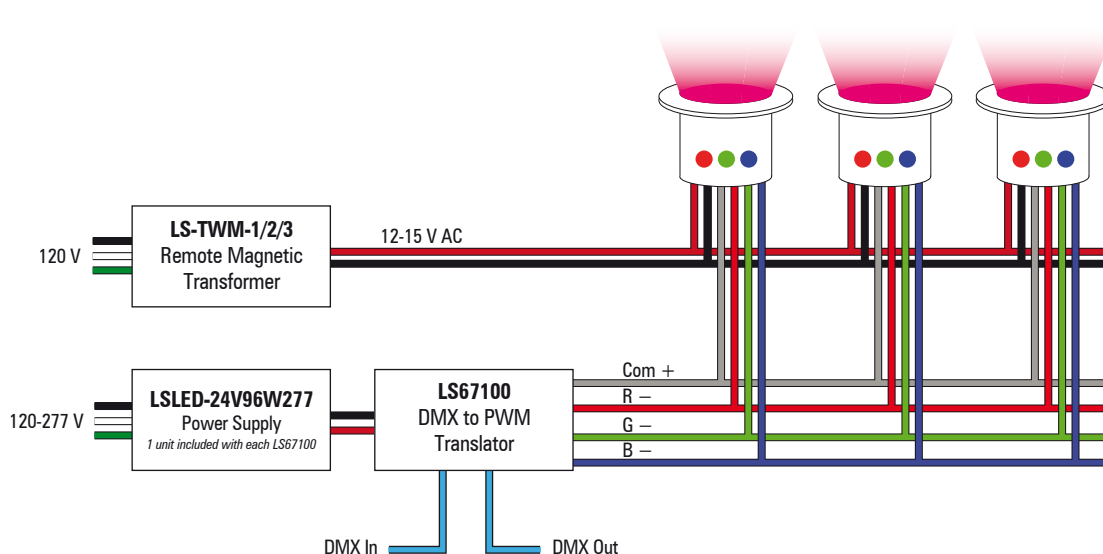 LS-TWM-1/2/3
Remote Magnetic
Transformer
120 V
12-15 V AC
LSLED-24V96W277
Power Supply
1 unit included with each LS67100
120-277 V
LS67100
DMX to PWM
Translator
Com +
R –
G –
B –
DMX In
DMX Out